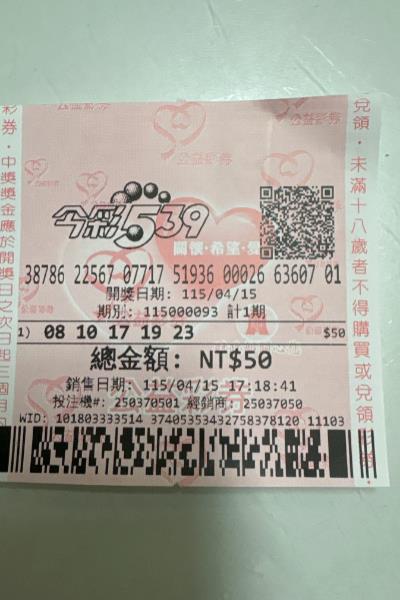 公益彩券
今彩539
關懷·希望·愛
38786 22567 07717 51936 00026 63607 01
開獎日期: 115/04/15
期別: 115000093 計1期
1) 08 10 17 19 23 $50
總金額: NT$50
銷售日期: 115/04/15 17:18:41
投注機#: 250370501 經銷商: 25037050
WID: 101803333514 37405353432758378120 11103
彩券·中獎獎金應於開獎日之次日起三個月內
兌領·未滿十八歲者不得購買或兌領彩券·